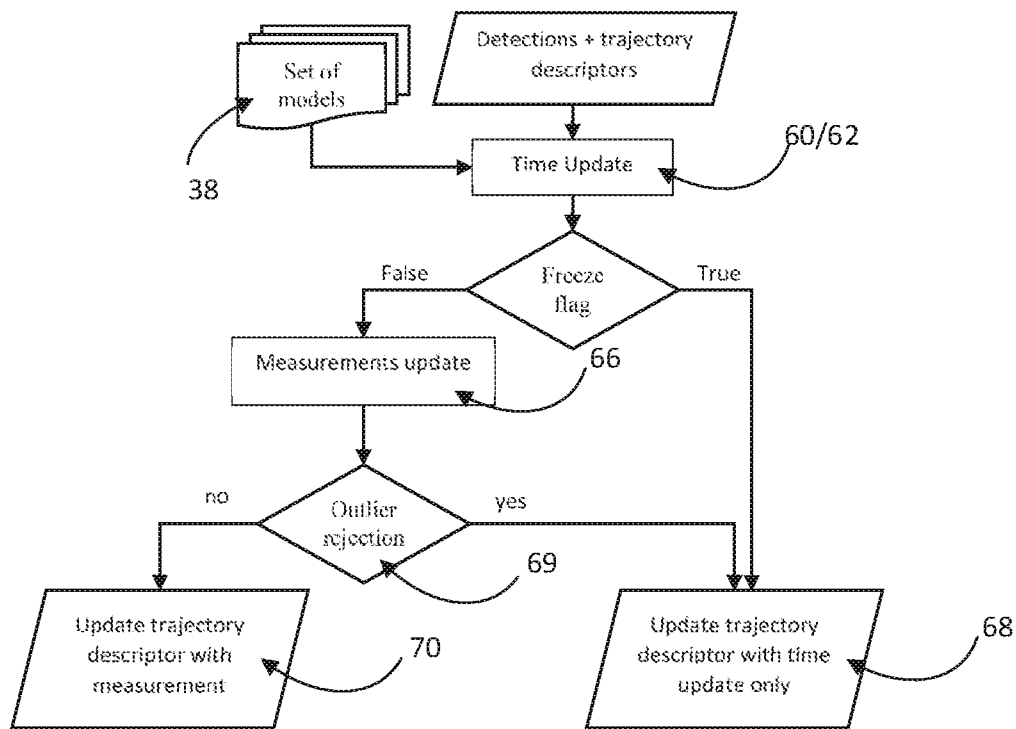 Detections + trajectory
descriptors
Set of
models
60/62
Time Update
38
False
True
Freeze
flag
Measurements update
66
no
yes
Outlier
rejection
69
Update trajectory
descriptor with
measurement
70
Update trajectory
descriptor with time
update only
68